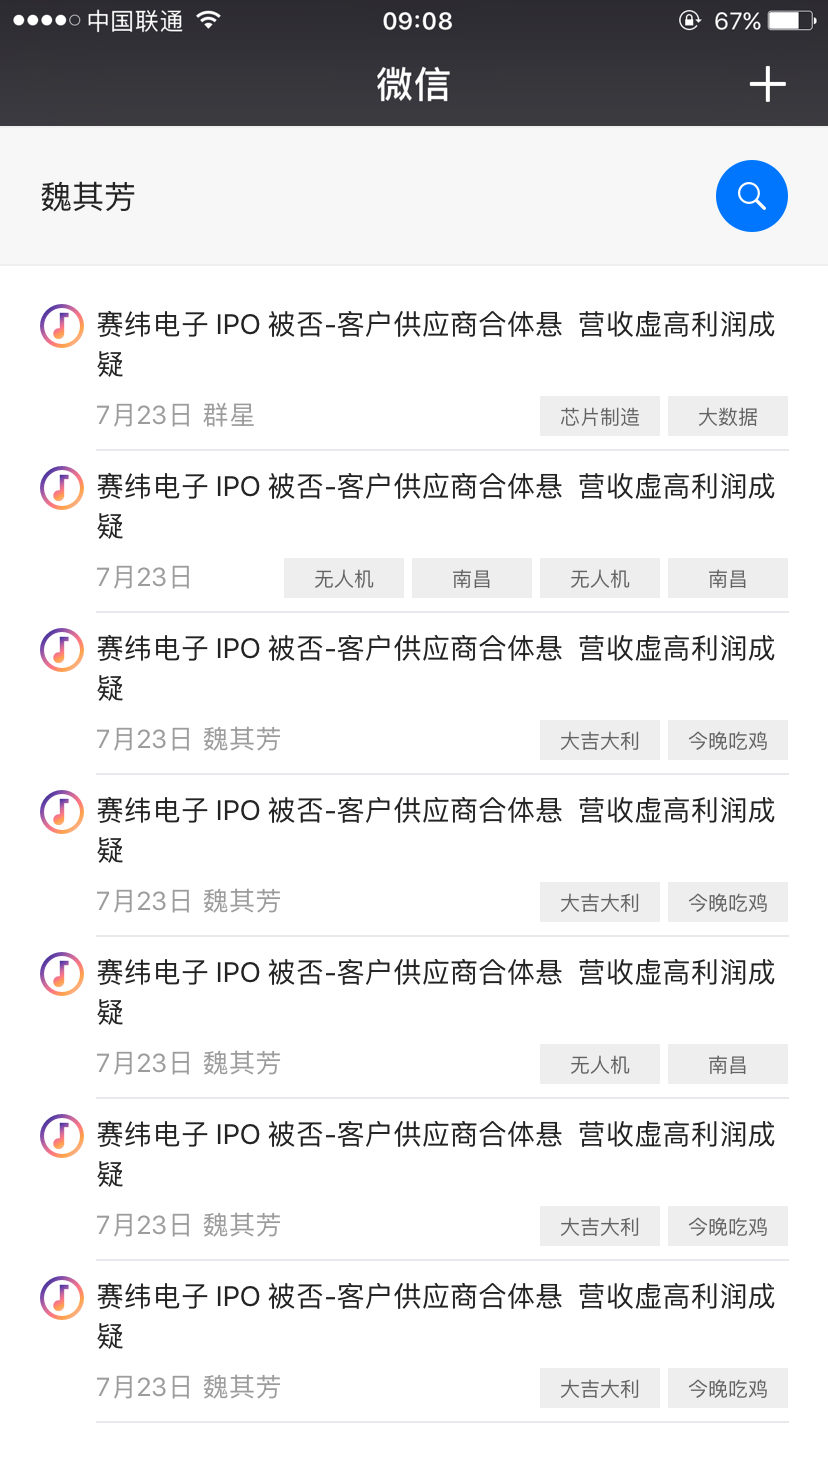 中国联通 09:08 67%
微信
魏其芳
赛纬电子 IPO 被否-客户供应商合体悬 营收虚高利润成
疑
7月23日 群星 芯片制造 大数据
赛纬电子 IPO 被否-客户供应商合体悬 营收虚高利润成
疑
7月23日 无人机 南昌 无人机 南昌
赛纬电子 IPO 被否-客户供应商合体悬 营收虚高利润成
疑
7月23日 魏其芳 大吉大利 今晚吃鸡
赛纬电子 IPO 被否-客户供应商合体悬 营收虚高利润成
疑
7月23日 魏其芳 大吉大利 今晚吃鸡
赛纬电子 IPO 被否-客户供应商合体悬 营收虚高利润成
疑
7月23日 魏其芳 无人机 南昌
赛纬电子 IPO 被否-客户供应商合体悬 营收虚高利润成
疑
7月23日 魏其芳 大吉大利 今晚吃鸡
赛纬电子 IPO 被否-客户供应商合体悬 营收虚高利润成
疑
7月23日 魏其芳 大吉大利 今晚吃鸡